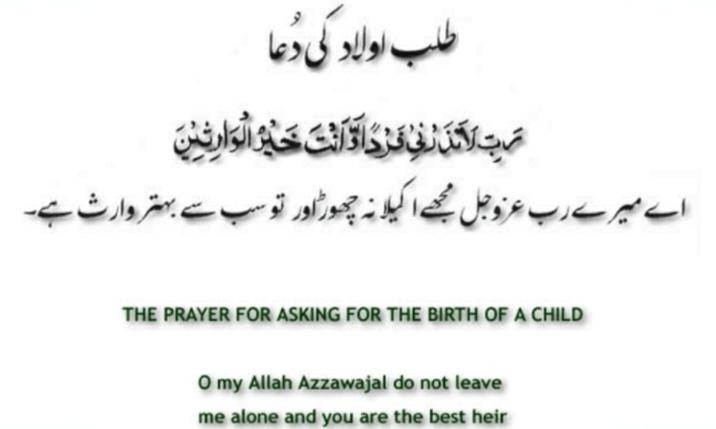 طلب اولاد کی دُعا
رَبِّ لَاتَذَرْنِیْ فَرْدًا وَّاَنْتَ خَیْرُ الْوَارِثِیْنَ
اے میرے رب عزوجل مجھے اکیلا نہ چھوڑ اور تو سب سے بہتر وارث ہے۔
THE PRAYER FOR ASKING FOR THE BIRTH OF A CHILD
O my Allah Azzawajal do not leave
me alone and you are the best heir